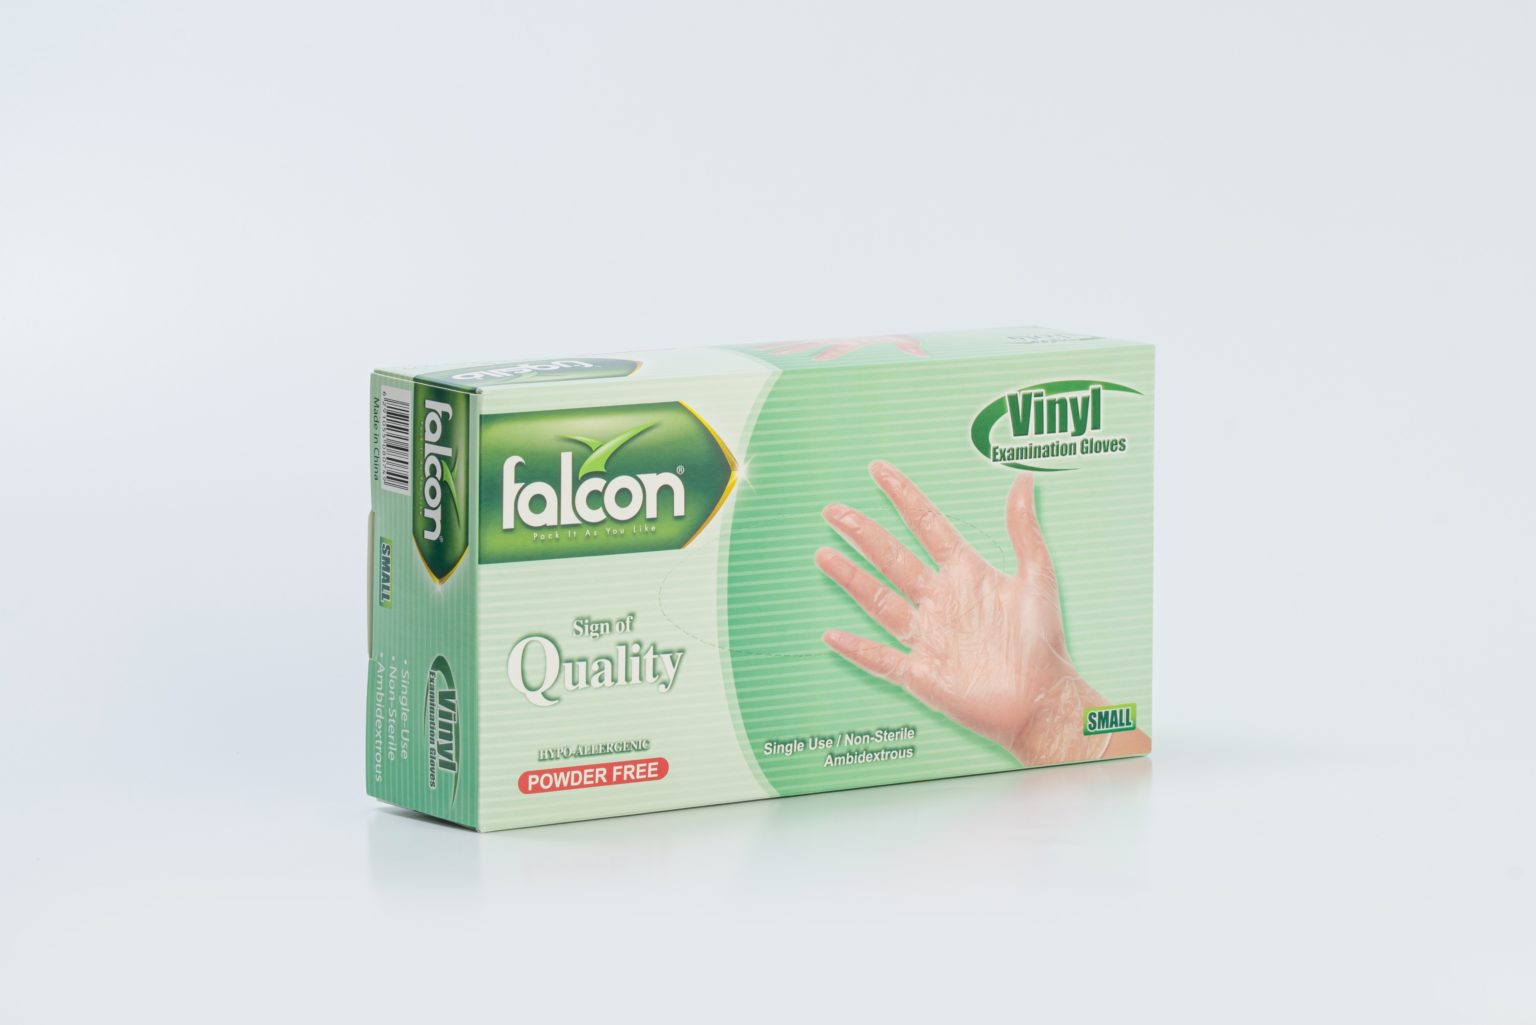 falcon®
Pack It As You Like
Sign of
Quality
HYPO-ALLERGENIC
POWDER FREE
Vinyl
Examination Gloves
Single Use / Non-Sterile
Ambidextrous
SMALL
falcon
falcon®
Made in China
SMALL
Vinyl
Examination Gloves
• Single-Use
• Non-Sterile
• Ambidextrous